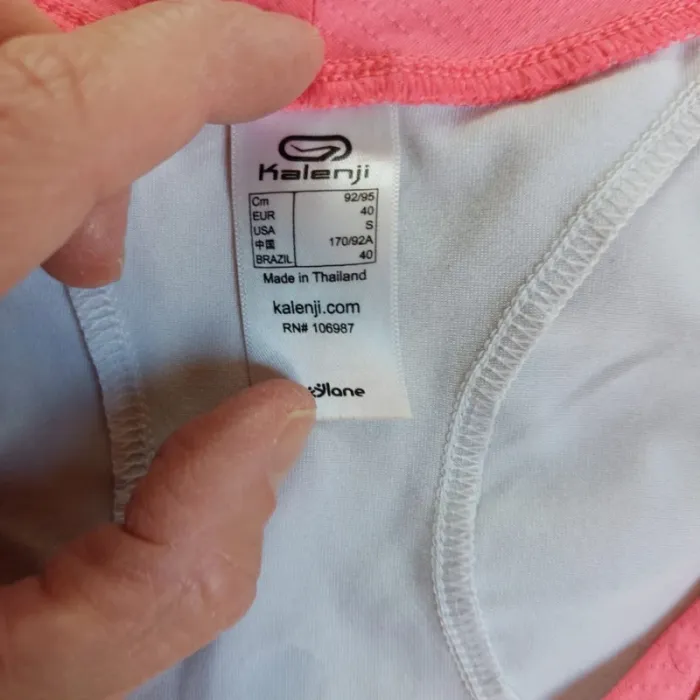 Kalenji
Cm 92/95
EUR 40
USA S
中国 170/92A
BRAZIL 40
Made in Thailand
kalenji.com
RN# 106987